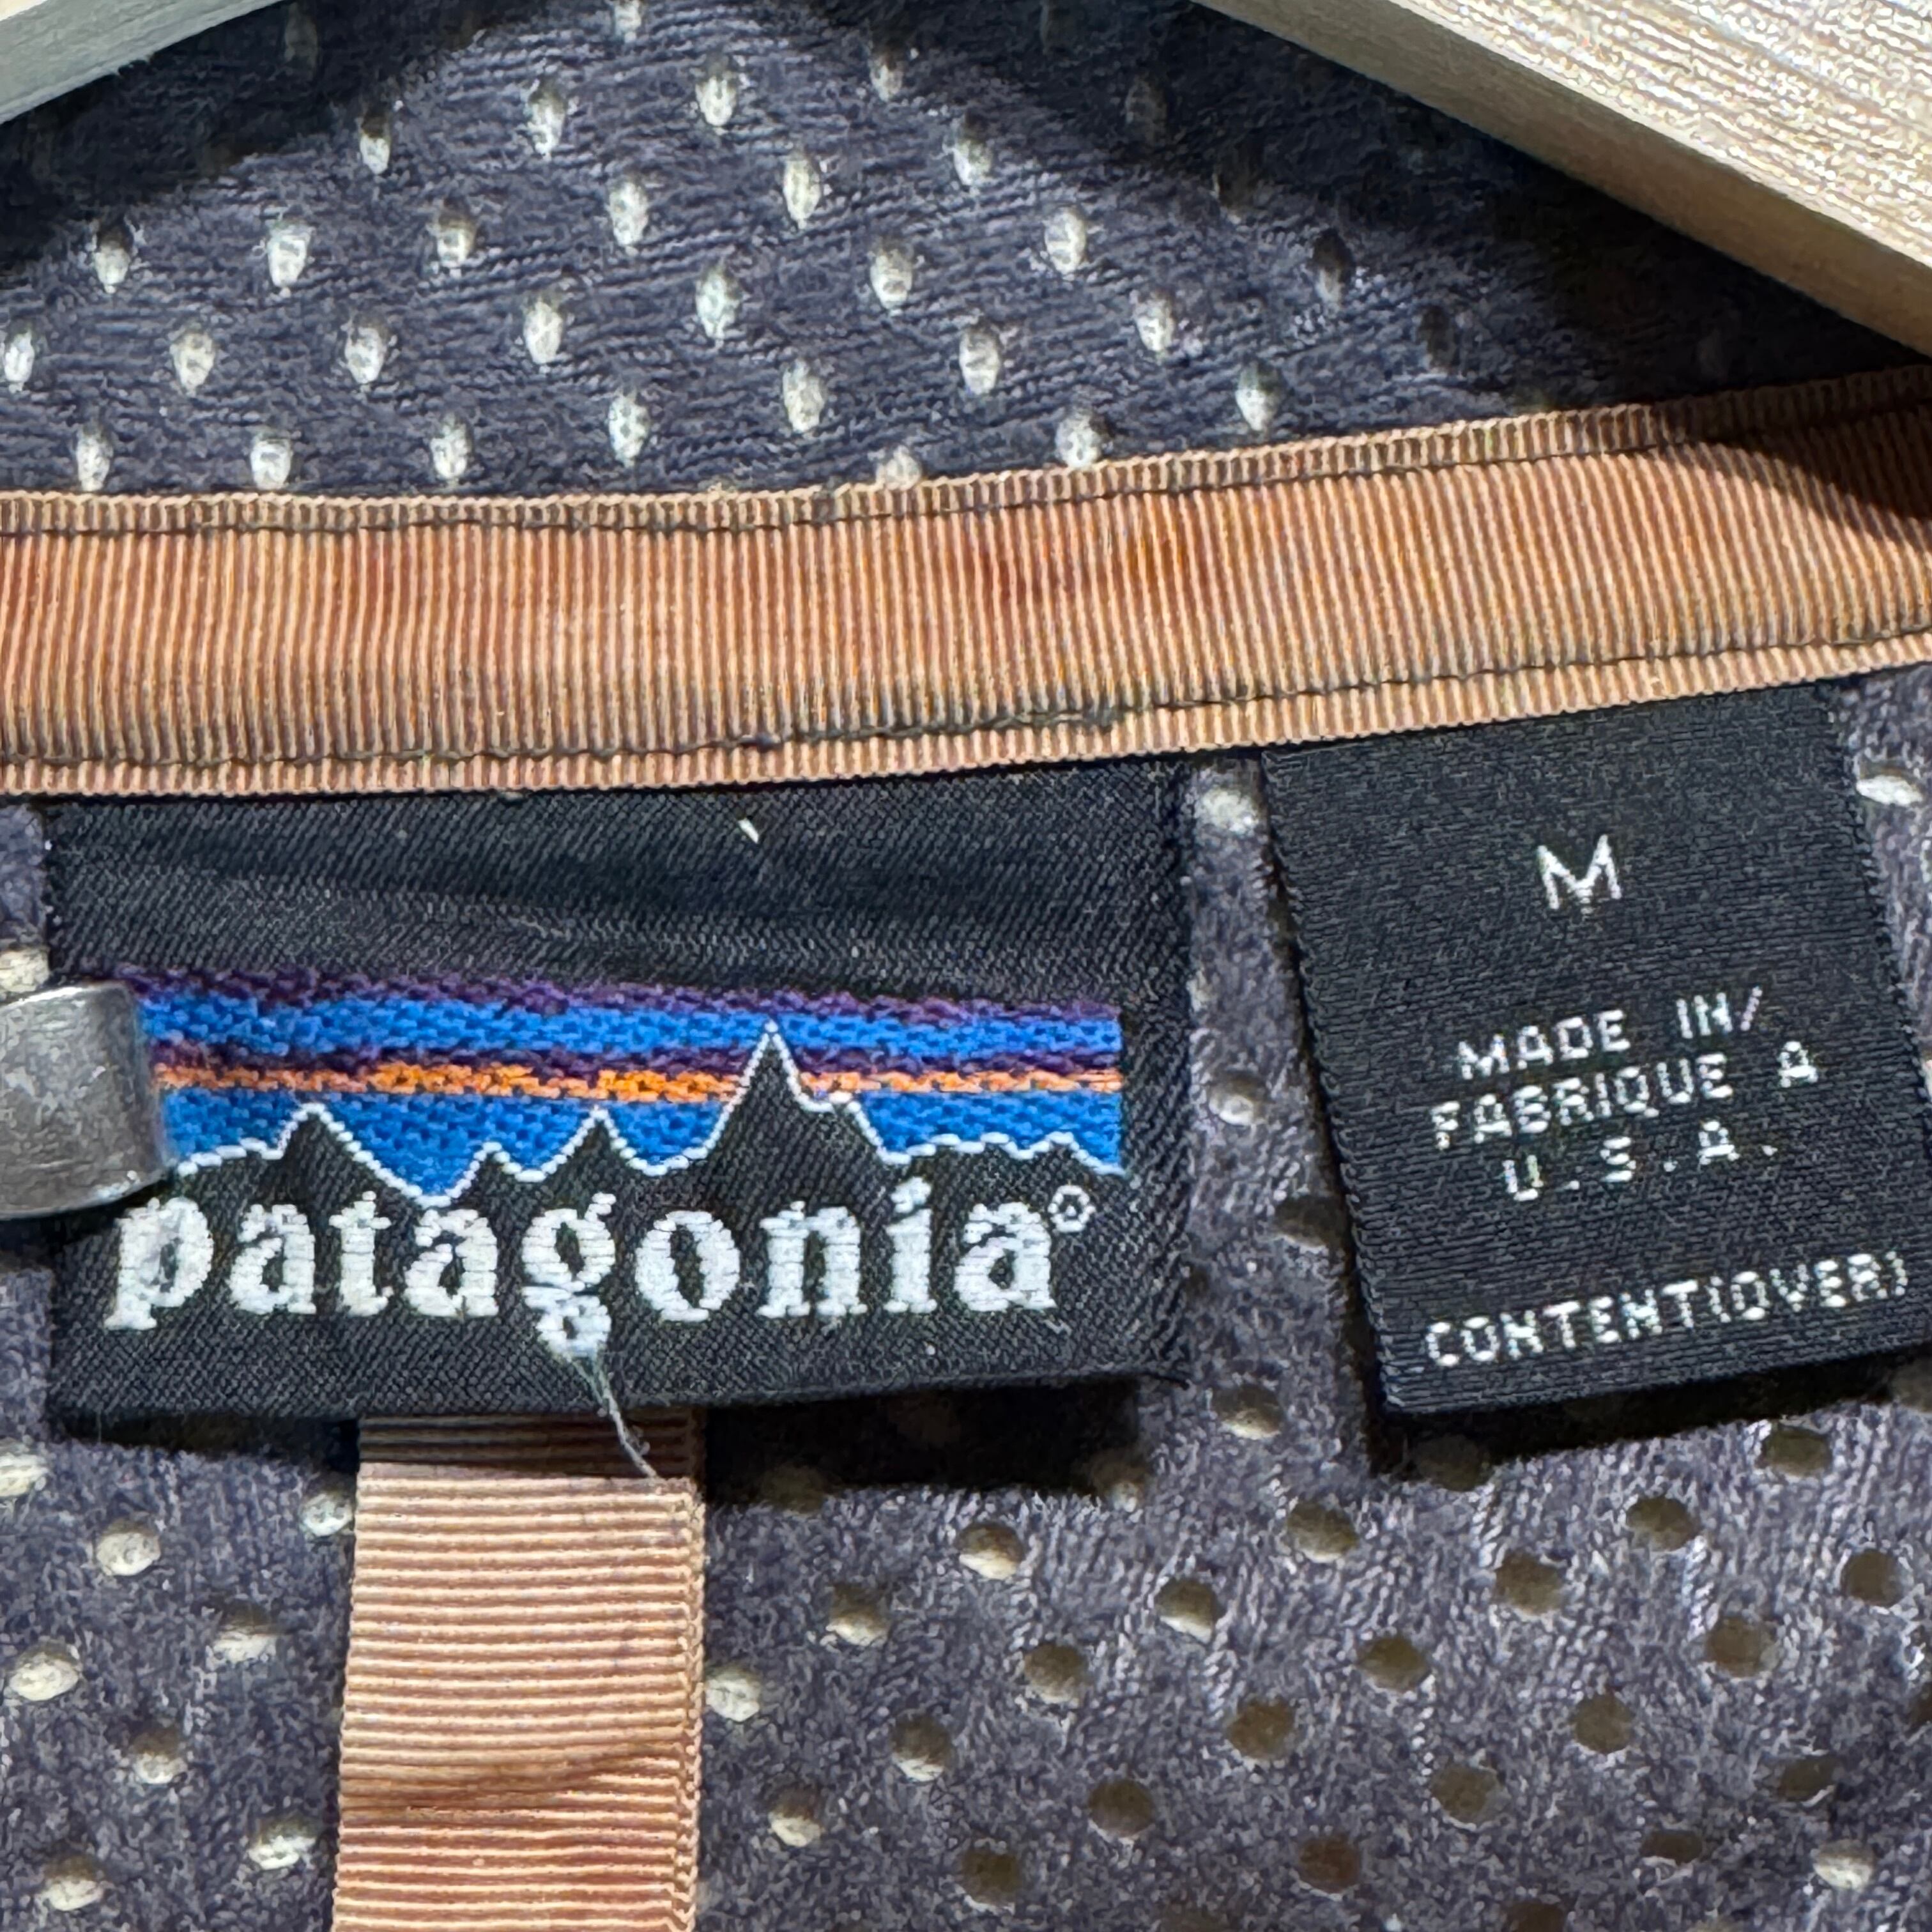 patagonia®
M
MADE IN/
FABRIQUE A
U.S.A.
CONTENT(OVER)